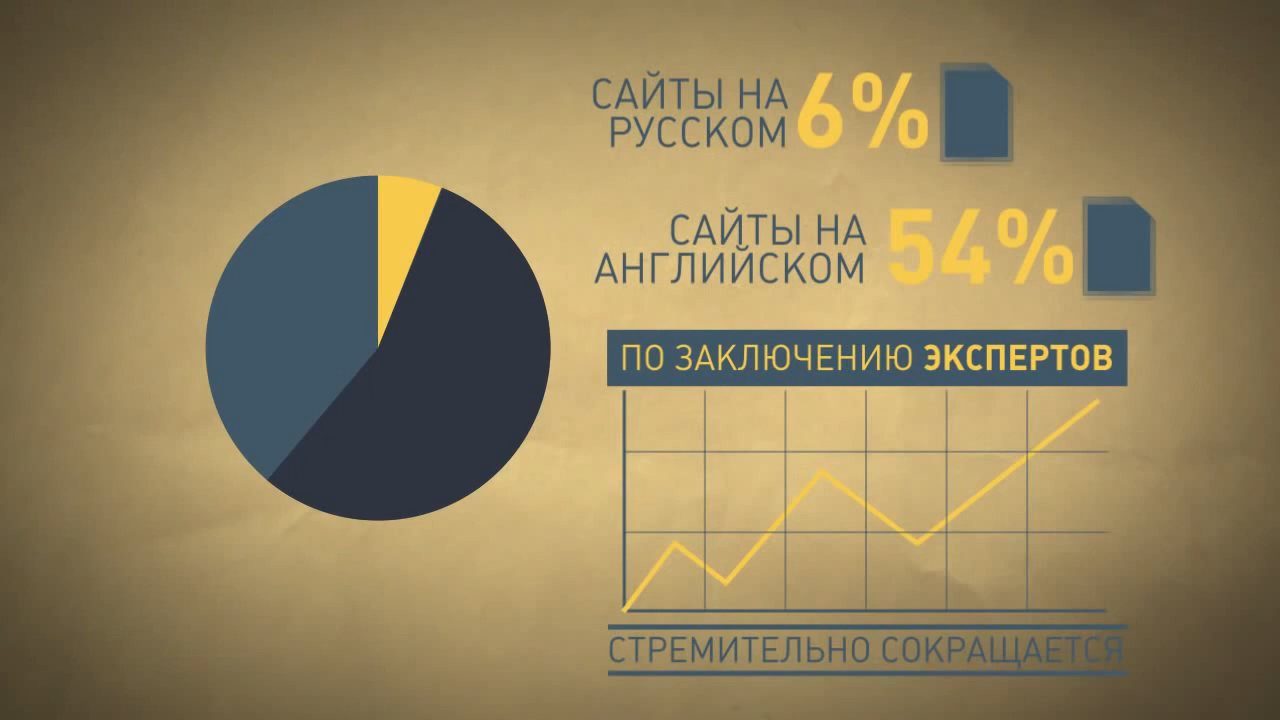 САЙТЫ НА
РУССКОМ 6%
САЙТЫ НА
АНГЛИЙСКОМ 54%
ПО ЗАКЛЮЧЕНИЮ ЭКСПЕРТОВ
СТРЕМИТЕЛЬНО СОКРАЩАЕТСЯ